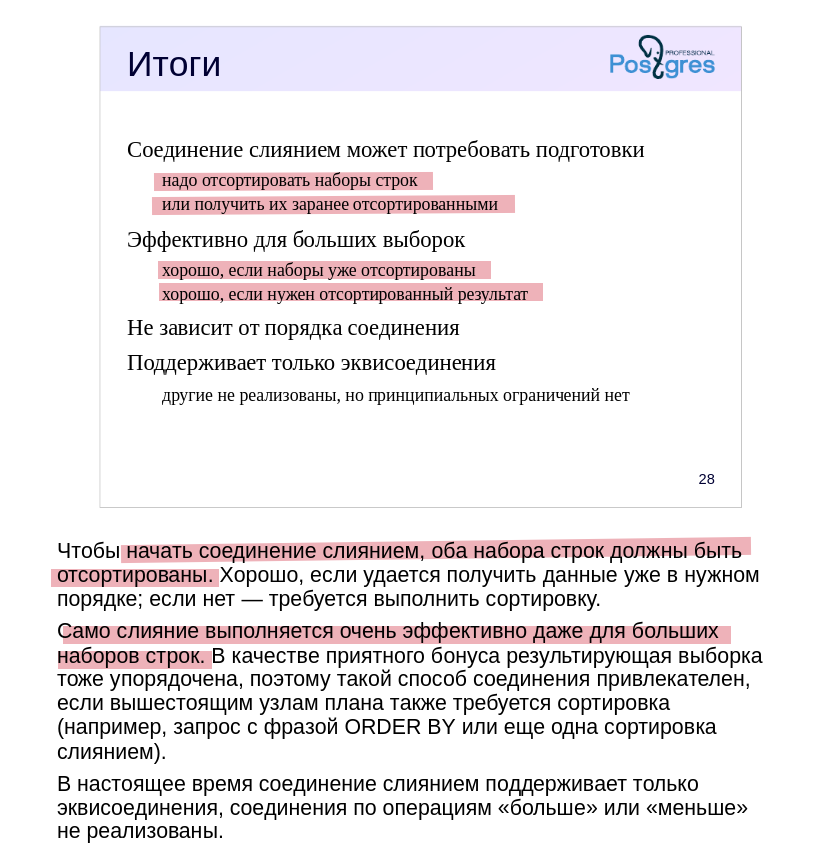 Итоги
PROFESSIONAL
Postgres
Соединение слиянием может потребовать подготовки
надо отсортировать наборы строк
или получить их заранее отсортированными
Эффективно для больших выборок
хорошо, если наборы уже отсортированы
хорошо, если нужен отсортированный результат
Не зависит от порядка соединения
Поддерживает только эквисоединения
другие не реализованы, но принципиальных ограничений нет
28
Чтобы начать соединение слиянием, оба набора строк должны быть
отсортированы. Хорошо, если удается получить данные уже в нужном
порядке; если нет — требуется выполнить сортировку.
Само слияние выполняется очень эффективно даже для больших
наборов строк. В качестве приятного бонуса результирующая выборка
тоже упорядочена, поэтому такой способ соединения привлекателен,
если вышестоящим узлам плана также требуется сортировка
(например, запрос с фразой ORDER BY или еще одна сортировка
слиянием).
В настоящее время соединение слиянием поддерживает только
эквисоединения, соединения по операциям «больше» или «меньше»
не реализованы.